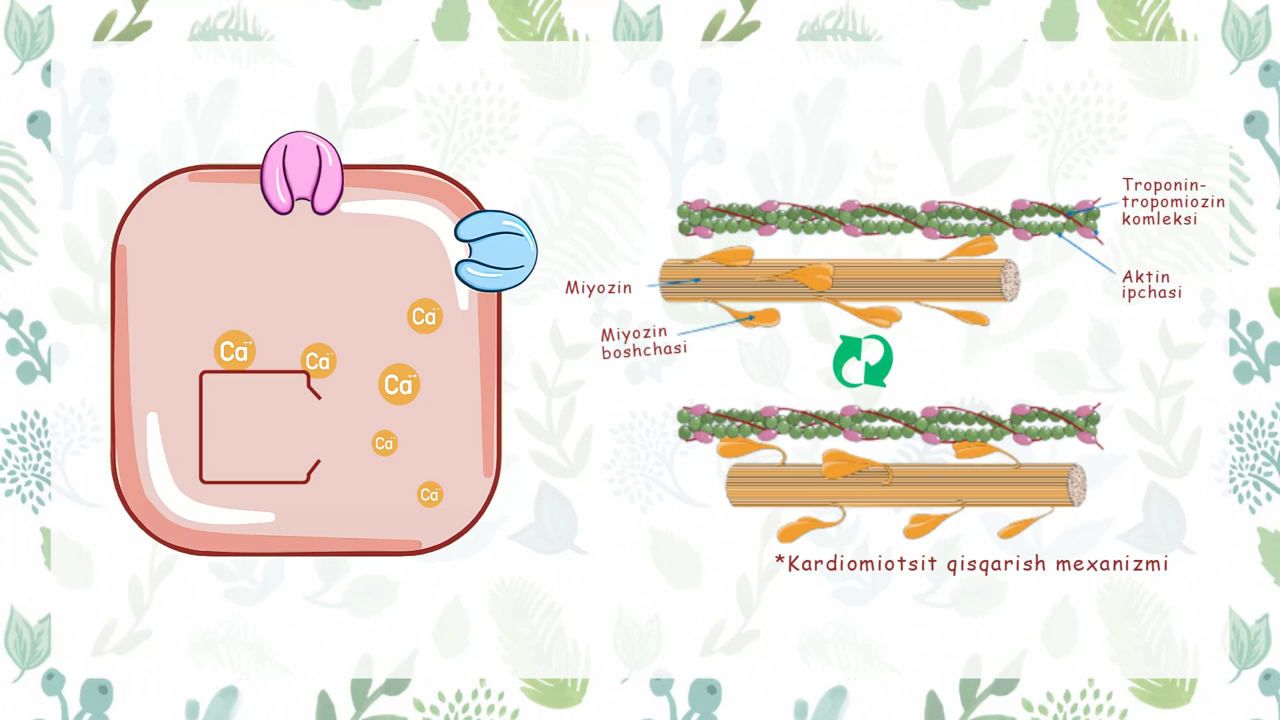 Ca++
Ca++
Ca++
Ca++
Ca++
Ca++
Troponin-
tropomiozin
komleksi
Aktin
ipchasi
Miyozin
Miyozin
boshchasi
*Kardiomiotsit qisqarish mexanizmi